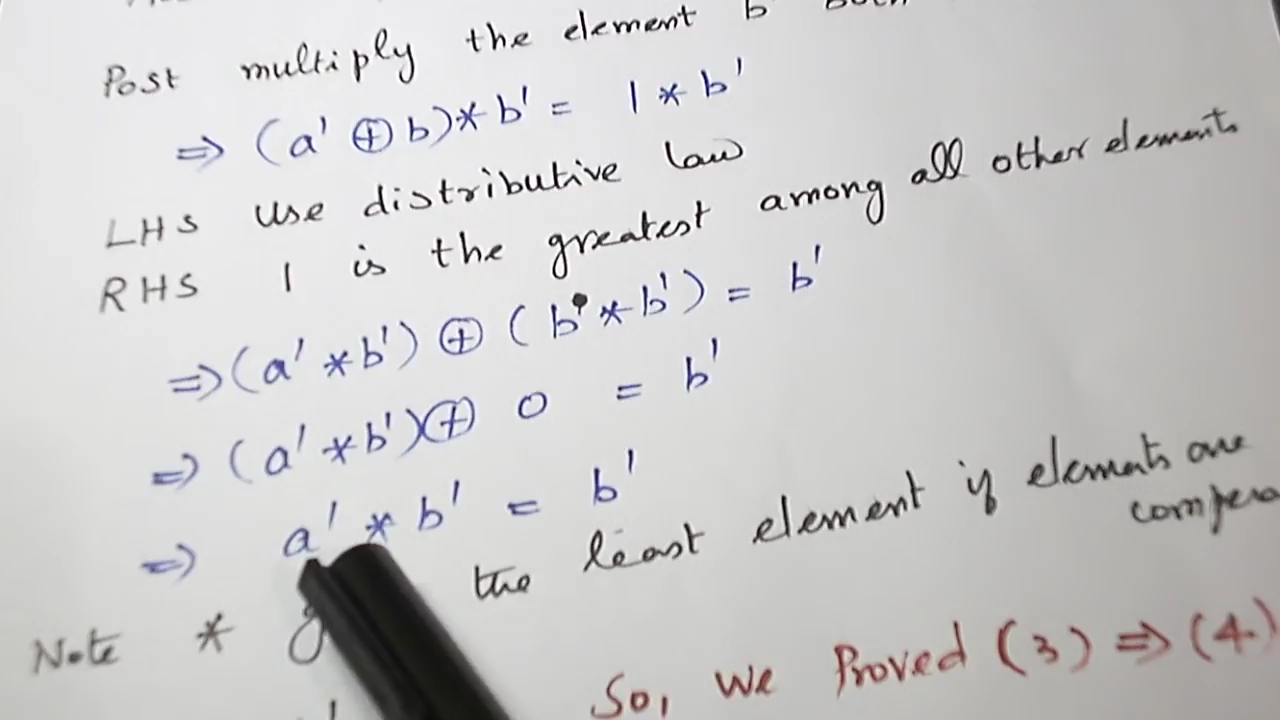 Post multiply the element b
⇒ (a' ⊕ b) * b' = 1 * b'
LHS use distributive law
RHS 1 is the greatest among all other elements
⇒ (a' * b') ⊕ (b * b') = b'
⇒ (a' * b') ⊕ 0 = b'
⇒ a' * b' = b'
Note * the least element if elements are
So, we Proved (3) ⇒ (4)